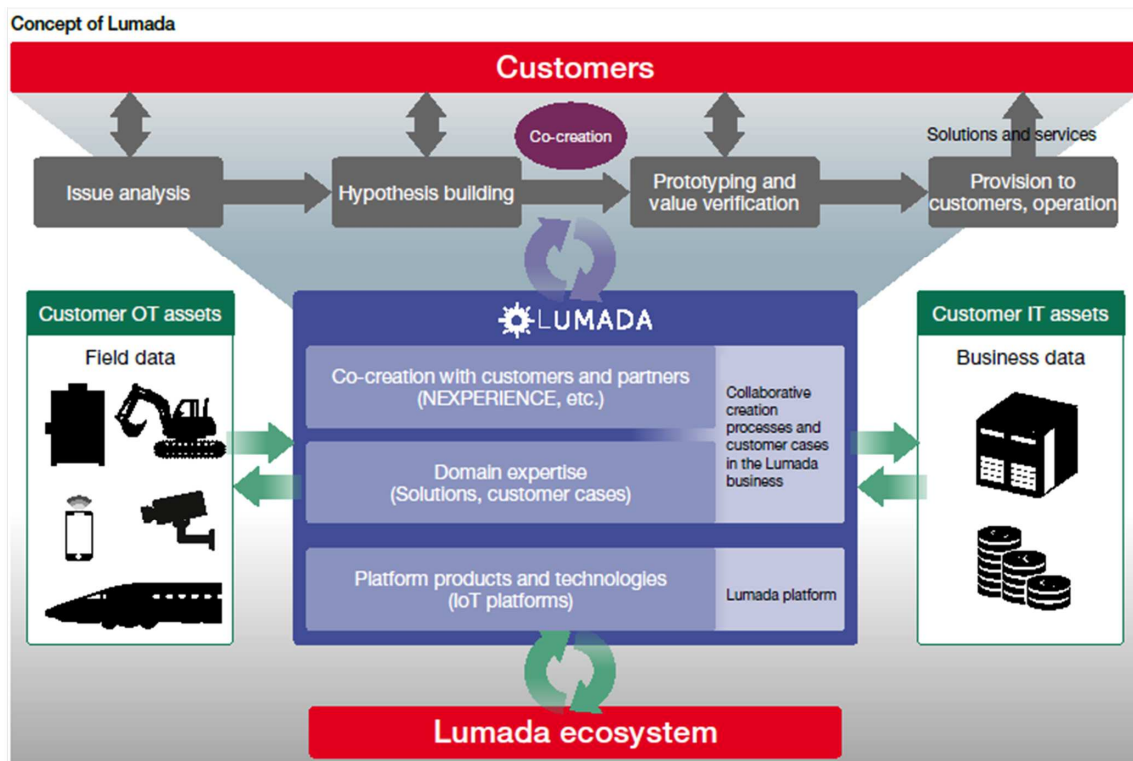 Concept of Lumada
Customers
Co-creation
Solutions and services
Issue analysis
Hypothesis building
Prototyping and
value verification
Provision to
customers, operation
Customer OT assets
Field data
LUMADA
Co-creation with customers and partners
(NEXPERIENCE, etc.)
Domain expertise
(Solutions, customer cases)
Collaborative
creation
processes and
customer cases
in the Lumada
business
Platform products and technologies
(IoT platforms)
Lumada platform
Customer IT assets
Business data
Lumada ecosystem